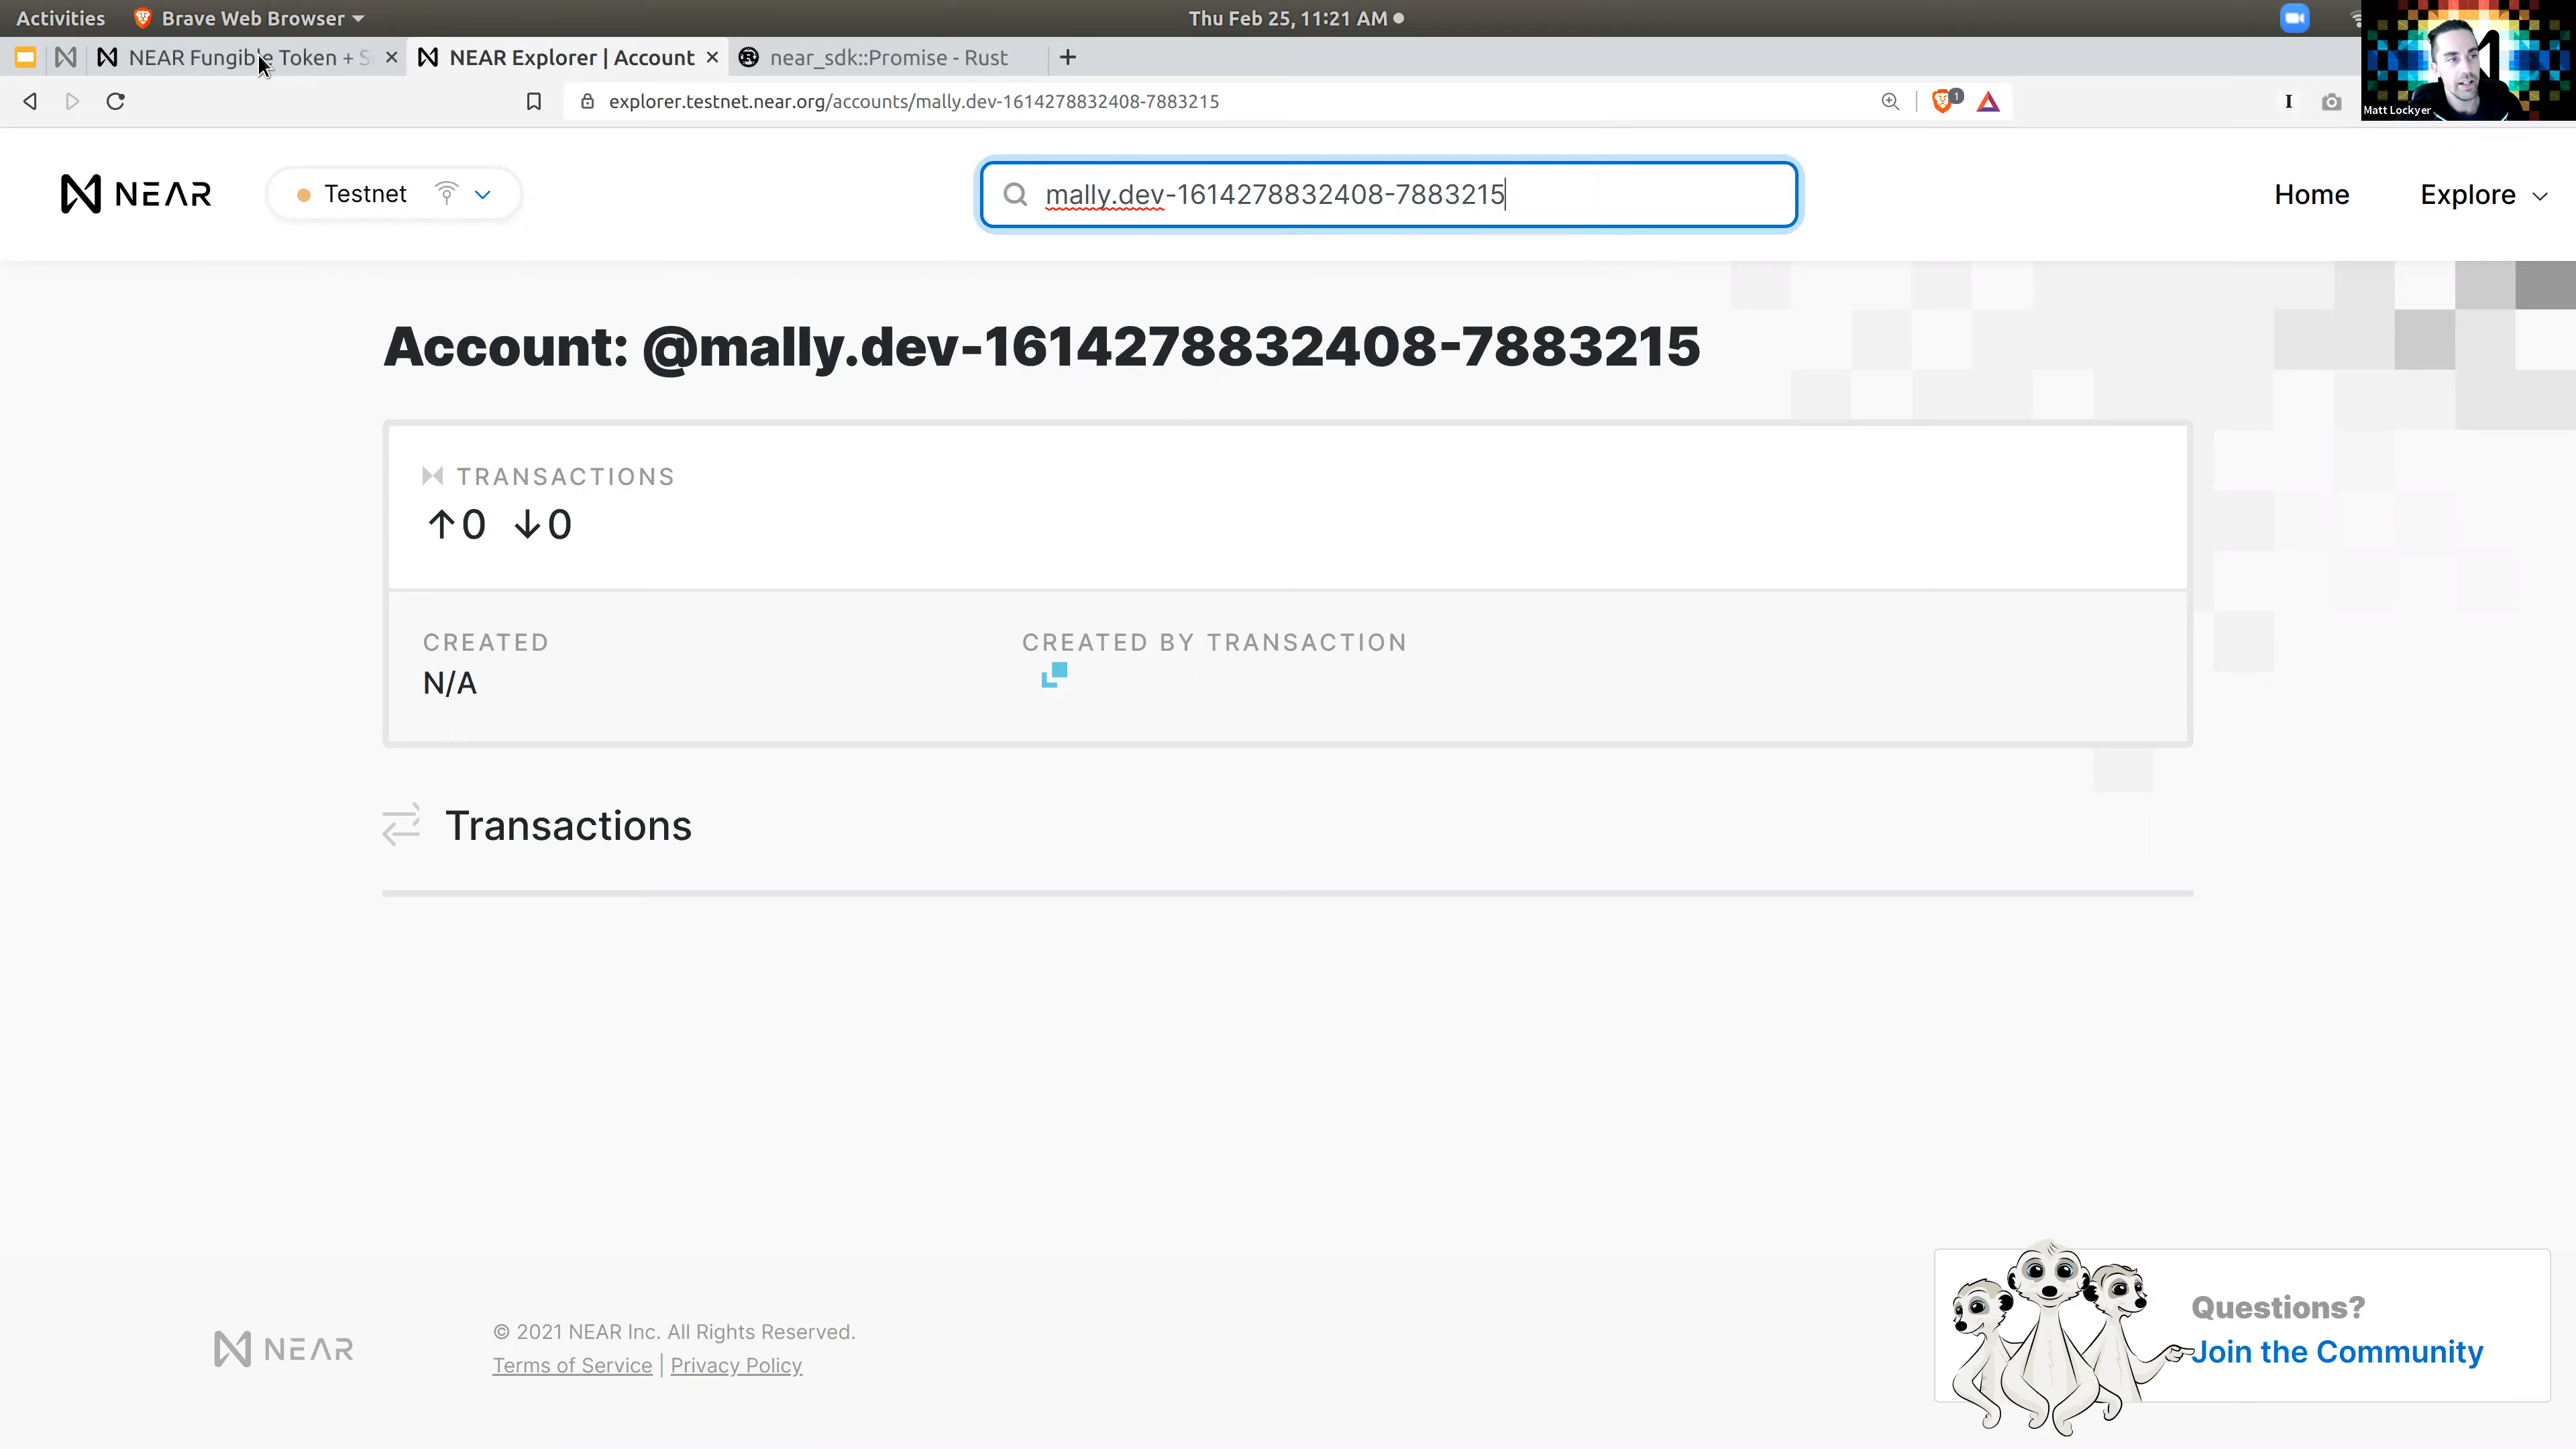 Activities
Brave Web Browser
Thu Feb 25, 11:21 AM
NEAR Fungible Token + S
NEAR Explorer | Account
near_sdk::Promise - Rust
explorer.testnet.near.org/accounts/mally.dev-1614278832408-7883215
1
Matt Lockyer
NEAR
Testnet
mally.dev-1614278832408-7883215
Home
Explore
Account: @mally.dev-1614278832408-7883215
TRANSACTIONS
↑0 ↓0
CREATED
N/A
CREATED BY TRANSACTION
Transactions
NEAR
© 2021 NEAR Inc. All Rights Reserved.
Terms of Service | Privacy Policy
Questions?
Join the Community